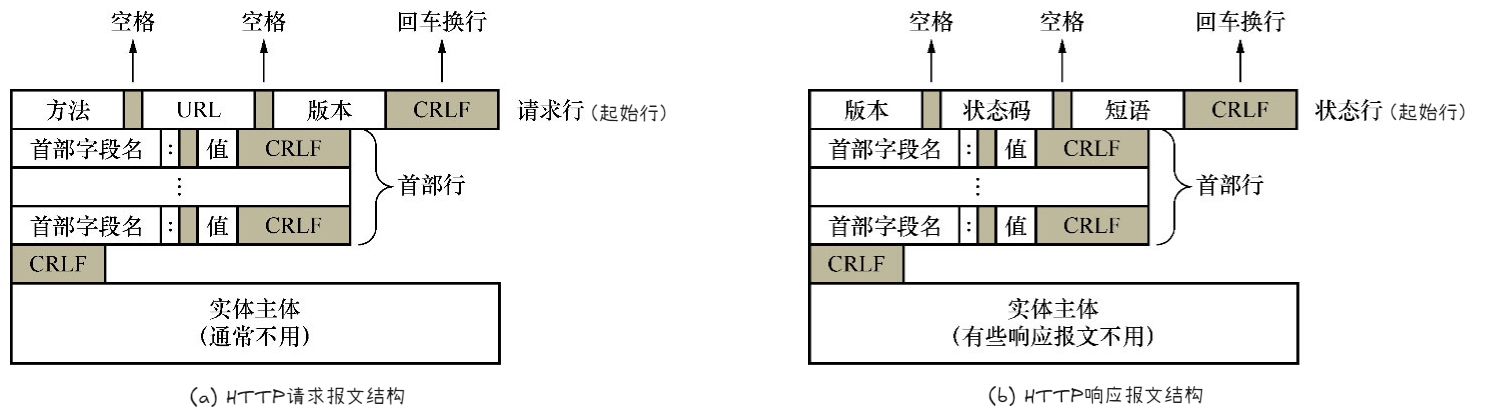 空格 空格 回车换行
方法 URL 版本 CRLF 请求行(起始行)
首部字段名 : 值 CRLF
⋮ 首部行
首部字段名 : 值 CRLF
CRLF
实体主体
(通常不用)
(a) HTTP请求报文结构
空格 空格 回车换行
版本 状态码 短语 CRLF 状态行(起始行)
首部字段名 : 值 CRLF
⋮ 首部行
首部字段名 : 值 CRLF
CRLF
实体主体
(有些响应报文不用)
(b) HTTP响应报文结构